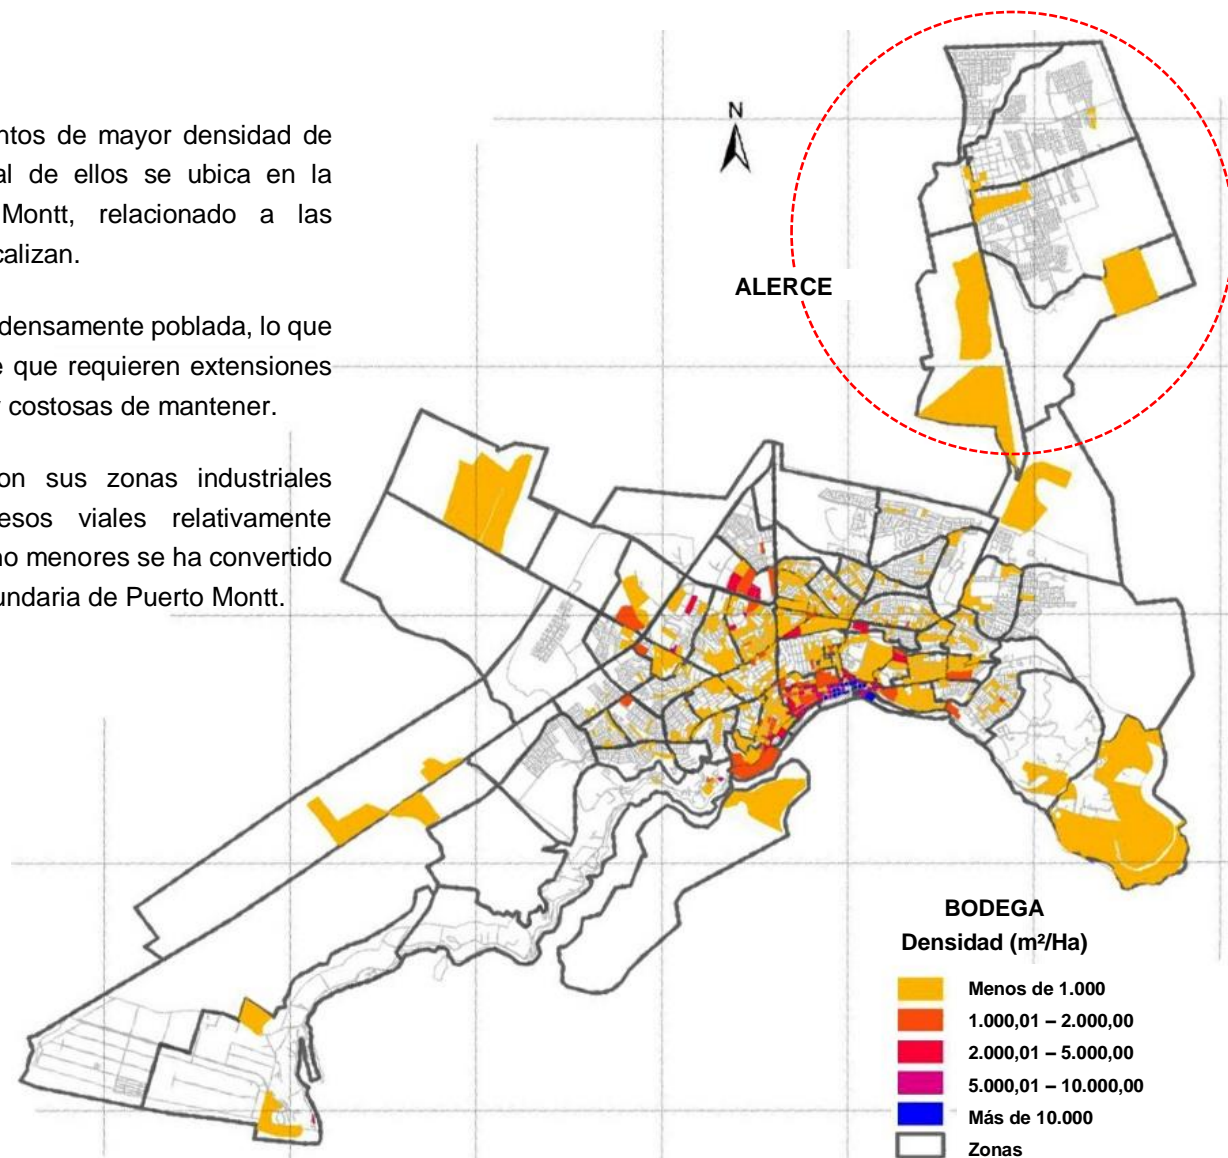 ntos de mayor densidad de
al de ellos se ubica en la
Montt, relacionado a las
calizan.
densamente poblada, lo que
e que requieren extensiones
costosas de mantener.
on sus zonas industriales
esos viales relativamente
no menores se ha convertido
undaria de Puerto Montt.
N
ALERCE
BODEGA
Densidad (m²/Ha)
Menos de 1.000
1.000,01 – 2.000,00
2.000,01 – 5.000,00
5.000,01 – 10.000,00
Más de 10.000
Zonas